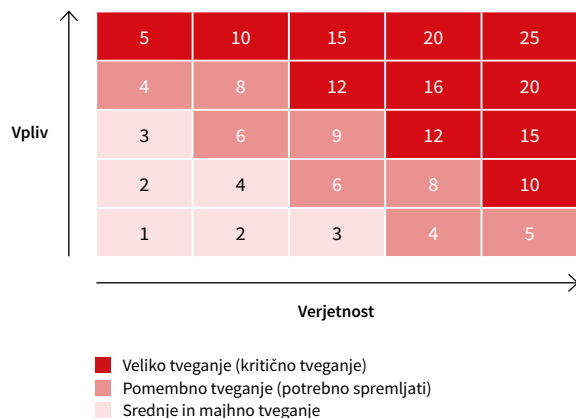 5 10 15 20 25
4 8 12 16 20
Vpliv
3 6 9 12 15
2 4 6 8 10
1 2 3 4 5
Verjetnost
Veliko tveganje (kritično tveganje)
Pomembno tveganje (potrebno spremljati)
Srednje in majhno tveganje